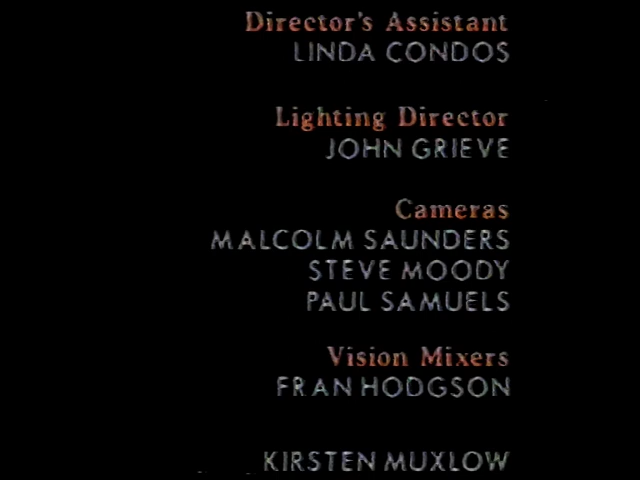 Director's Assistant
LINDA CONDOS
Lighting Director
JOHN GRIEVE
Cameras
MALCOLM SAUNDERS
STEVE MOODY
PAUL SAMUELS
Vision Mixers
FRAN HODGSON
KIRSTEN MUXLOW